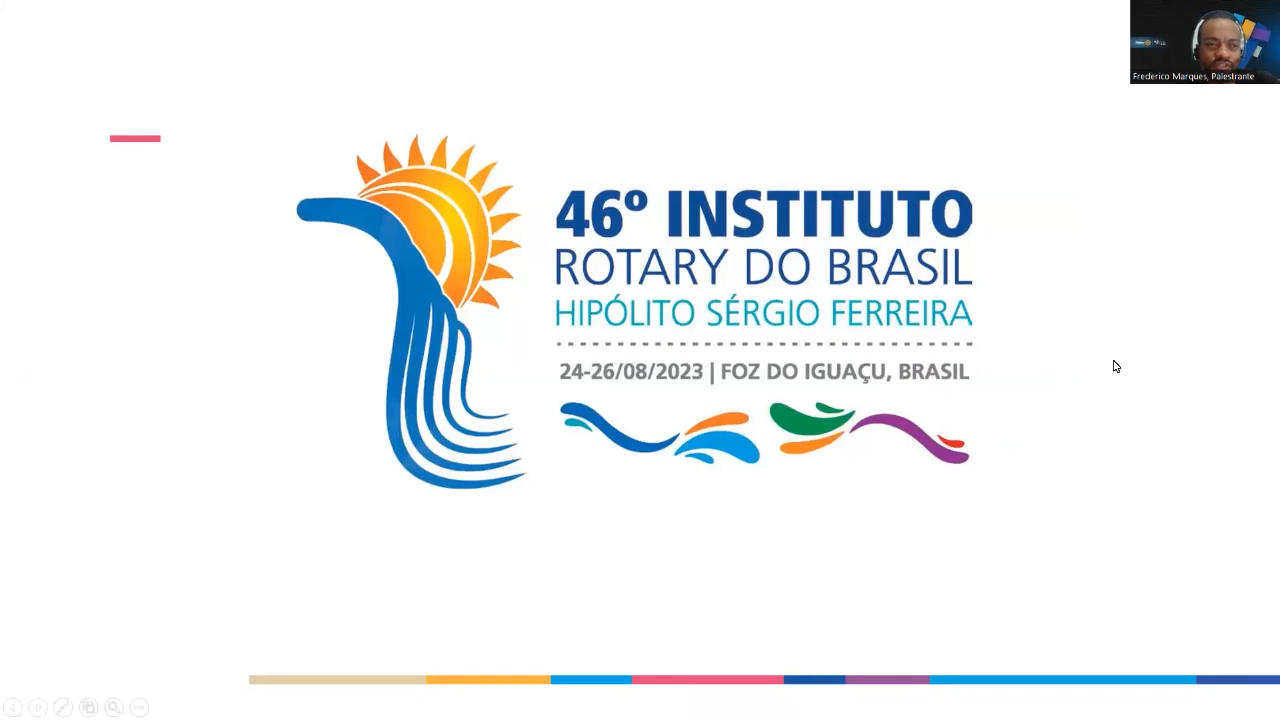 Frederico Marques, Palestrante
46º INSTITUTO
ROTARY DO BRASIL
HIPÓLITO SÉRGIO FERREIRA
24-26/08/2023 | FOZ DO IGUAÇU, BRASIL